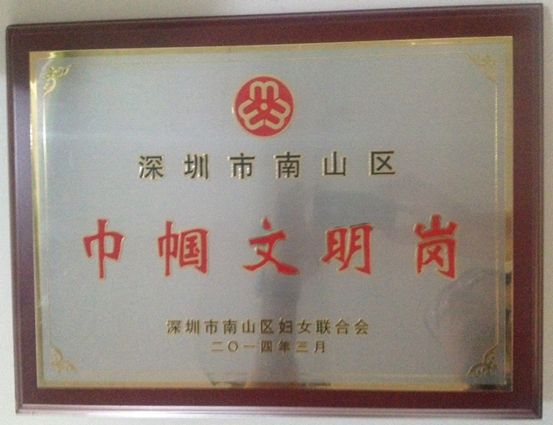 深圳市南山区
巾帼文明岗
深圳市南山区妇女联合会
二〇一四年三月